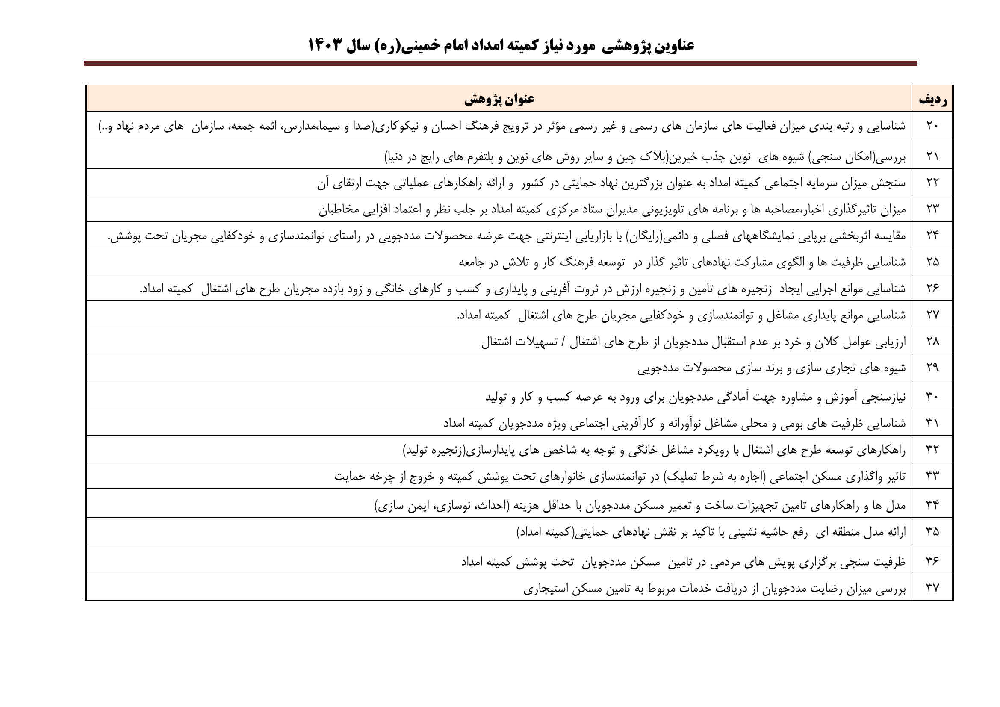 عناوین پژوهشی مورد نیاز کمیته امداد امام خمینی(ره) سال ۱۴۰۳
ردیف عنوان پژوهش
۲۰ شناسایی و رتبه بندی میزان فعالیت های سازمان های رسمی و غیر رسمی مؤثر در ترویج فرهنگ احسان و نیکوکاری(صدا و سیما،مدارس، ائمه جمعه، سازمان های مردم نهاد و..)
۲۱ بررسی(امکان سنجی) شیوه های نوین جذب خیرین(بلاک چین و سایر روش های نوین و پلتفرم های رایج در دنیا)
۲۲ سنجش میزان سرمایه اجتماعی کمیته امداد به عنوان بزرگترین نهاد حمایتی در کشور و ارائه راهکارهای عملیاتی جهت ارتقای آن
۲۳ میزان تاثیرگذاری اخبار،مصاحبه ها و برنامه های تلویزیونی مدیران ستاد مرکزی کمیته امداد بر جلب نظر و اعتماد افزایی مخاطبان
۲۴ مقایسه اثربخشی برپایی نمایشگاههای فصلی و دائمی(رایگان) با بازاریابی اینترنتی جهت عرضه محصولات مددجویی در راستای توانمندسازی و خودکفایی مجریان تحت پوشش.
۲۵ شناسایی ظرفیت ها و الگوی مشارکت نهادهای تاثیر گذار در توسعه فرهنگ کار و تلاش در جامعه
۲۶ شناسایی موانع اجرایی ایجاد زنجیره های تامین و زنجیره ارزش در ثروت آفرینی و پایداری و کسب و کارهای خانگی و زود بازده مجریان طرح های اشتغال کمیته امداد.
۲۷ شناسایی موانع پایداری مشاغل و توانمندسازی و خودکفایی مجریان طرح های اشتغال کمیته امداد.
۲۸ ارزیابی عوامل کلان و خرد بر عدم استقبال مددجویان از طرح های اشتغال / تسهیلات اشتغال
۲۹ شیوه های تجاری سازی و برند سازی محصولات مددجویی
۳۰ نیازسنجی آموزش و مشاوره جهت آمادگی مددجویان برای ورود به عرصه کسب و کار و تولید
۳۱ شناسایی ظرفیت های بومی و محلی مشاغل نوآورانه و کارآفرینی اجتماعی ویژه مددجویان کمیته امداد
۳۲ راهکارهای توسعه طرح های اشتغال با رویکرد مشاغل خانگی و توجه به شاخص های پایدارسازی(زنجیره تولید)
۳۳ تاثیر واگذاری مسکن اجتماعی (اجاره به شرط تملیک) در توانمندسازی خانوارهای تحت پوشش کمیته و خروج از چرخه حمایت
۳۴ مدل ها و راهکارهای تامین تجهیزات ساخت و تعمیر مسکن مددجویان با حداقل هزینه (احداث، نوسازی، ایمن سازی)
۳۵ ارائه مدل منطقه ای رفع حاشیه نشینی با تاکید بر نقش نهادهای حمایتی(کمیته امداد)
۳۶ ظرفیت سنجی برگزاری پویش های مردمی در تامین مسکن مددجویان تحت پوشش کمیته امداد
۳۷ بررسی میزان رضایت مددجویان از دریافت خدمات مربوط به تامین مسکن استیجاری